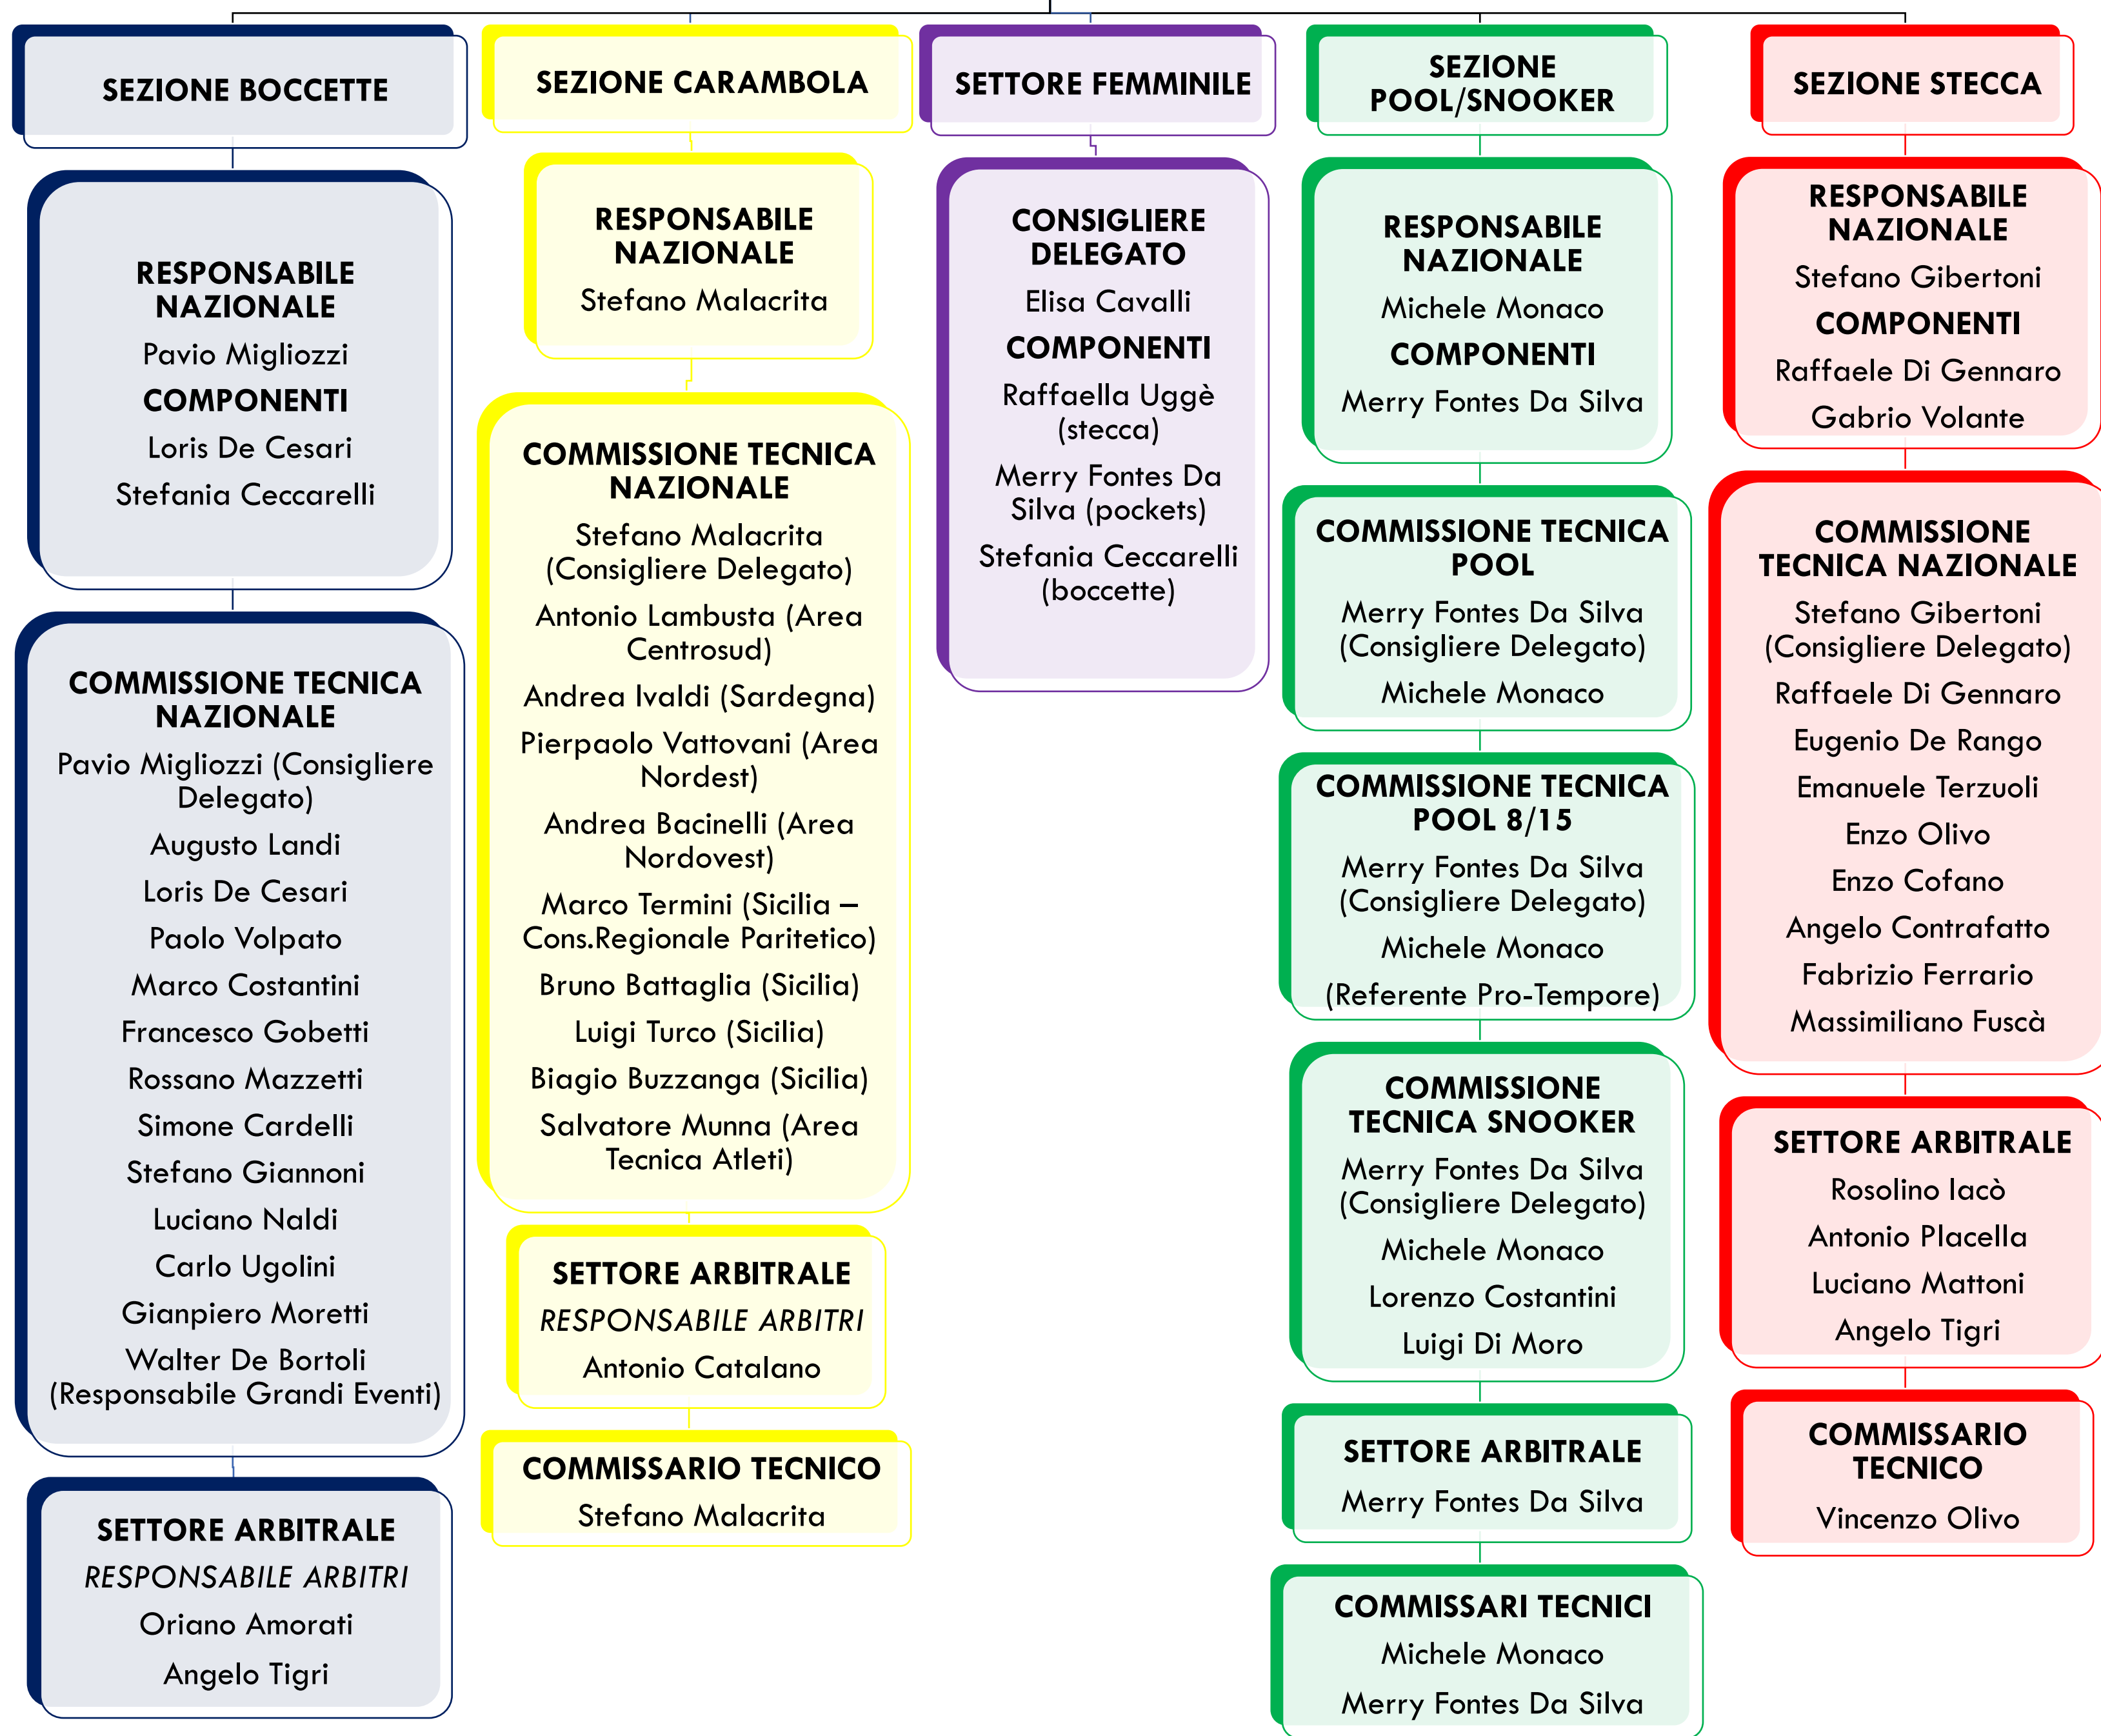 SEZIONE BOCCETTE
RESPONSABILE
NAZIONALE
Pavio Migliozzi
COMPONENTI
Loris De Cesari
Stefania Ceccarelli
COMMISSIONE TECNICA
NAZIONALE
Pavio Migliozzi (Consigliere
Delegato)
Augusto Landi
Loris De Cesari
Paolo Volpato
Marco Costantini
Francesco Gobetti
Rossano Mazzetti
Simone Cardelli
Stefano Giannoni
Luciano Naldi
Carlo Ugolini
Gianpiero Moretti
Walter De Bortoli
(Responsabile Grandi Eventi)
SETTORE ARBITRALE
RESPONSABILE ARBITRI
Oriano Amorati
Angelo Tigri
SEZIONE CARAMBOLA
RESPONSABILE
NAZIONALE
Stefano Malacrita
COMMISSIONE TECNICA
NAZIONALE
Stefano Malacrita
(Consigliere Delegato)
Antonio Lambusta (Area
Centrosud)
Andrea Ivaldi (Sardegna)
Pierpaolo Vattovani (Area
Nordest)
Andrea Bacinelli (Area
Nordovest)
Marco Termini (Sicilia –
Cons.Regionale Paritetico)
Bruno Battaglia (Sicilia)
Luigi Turco (Sicilia)
Biagio Buzzanga (Sicilia)
Salvatore Munna (Area
Tecnica Atleti)
SETTORE ARBITRALE
RESPONSABILE ARBITRI
Antonio Catalano
COMMISSARIO TECNICO
Stefano Malacrita
SETTORE FEMMINILE
CONSIGLIERE
DELEGATO
Elisa Cavalli
COMPONENTI
Raffaella Uggè
(stecca)
Merry Fontes Da
Silva (pockets)
Stefania Ceccarelli
(boccette)
SEZIONE
POOL/SNOOKER
RESPONSABILE
NAZIONALE
Michele Monaco
COMPONENTI
Merry Fontes Da Silva
COMMISSIONE TECNICA
POOL
Merry Fontes Da Silva
(Consigliere Delegato)
Michele Monaco
COMMISSIONE TECNICA
POOL 8/15
Merry Fontes Da Silva
(Consigliere Delegato)
Michele Monaco
(Referente Pro-Tempore)
COMMISSIONE
TECNICA SNOOKER
Merry Fontes Da Silva
(Consigliere Delegato)
Michele Monaco
Lorenzo Costantini
Luigi Di Moro
SETTORE ARBITRALE
Merry Fontes Da Silva
COMMISSARI TECNICI
Michele Monaco
Merry Fontes Da Silva
SEZIONE STECCA
RESPONSABILE
NAZIONALE
Stefano Gibertoni
COMPONENTI
Raffaele Di Gennaro
Gabrio Volante
COMMISSIONE
TECNICA NAZIONALE
Stefano Gibertoni
(Consigliere Delegato)
Raffaele Di Gennaro
Eugenio De Rango
Emanuele Terzuoli
Enzo Olivo
Enzo Cofano
Angelo Contrafatto
Fabrizio Ferrario
Massimiliano Fuscà
SETTORE ARBITRALE
Rosolino Iacò
Antonio Placella
Luciano Mattoni
Angelo Tigri
COMMISSARIO
TECNICO
Vincenzo Olivo